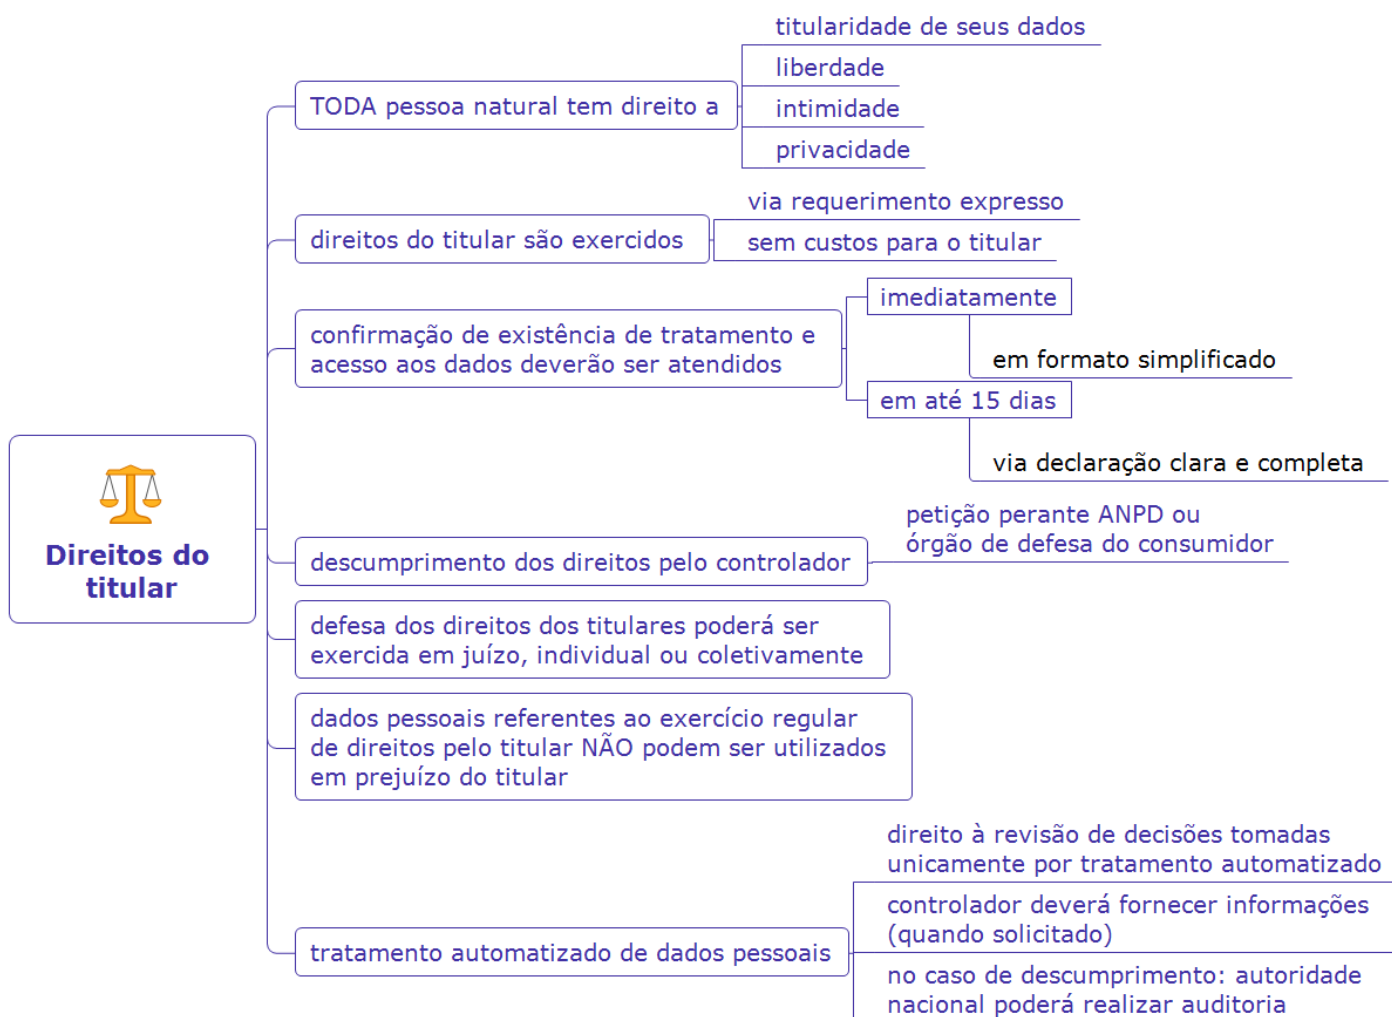 titularidade de seus dados
liberdade
TODA pessoa natural tem direito a
intimidade
privacidade
via requerimento expresso
direitos do titular são exercidos
sem custos para o titular
imediatamente
confirmação de existência de tratamento e
acesso aos dados deverão ser atendidos
em formato simplificado
em até 15 dias
via declaração clara e completa
Direitos do
titular
petição perante ANPD ou
órgão de defesa do consumidor
descumprimento dos direitos pelo controlador
defesa dos direitos dos titulares poderá ser
exercida em juízo, individual ou coletivamente
dados pessoais referentes ao exercício regular
de direitos pelo titular NÃO podem ser utilizados
em prejuízo do titular
direito à revisão de decisões tomadas
unicamente por tratamento automatizado
controlador deverá fornecer informações
(quando solicitado)
tratamento automatizado de dados pessoais
no caso de descumprimento: autoridade
nacional poderá realizar auditoria